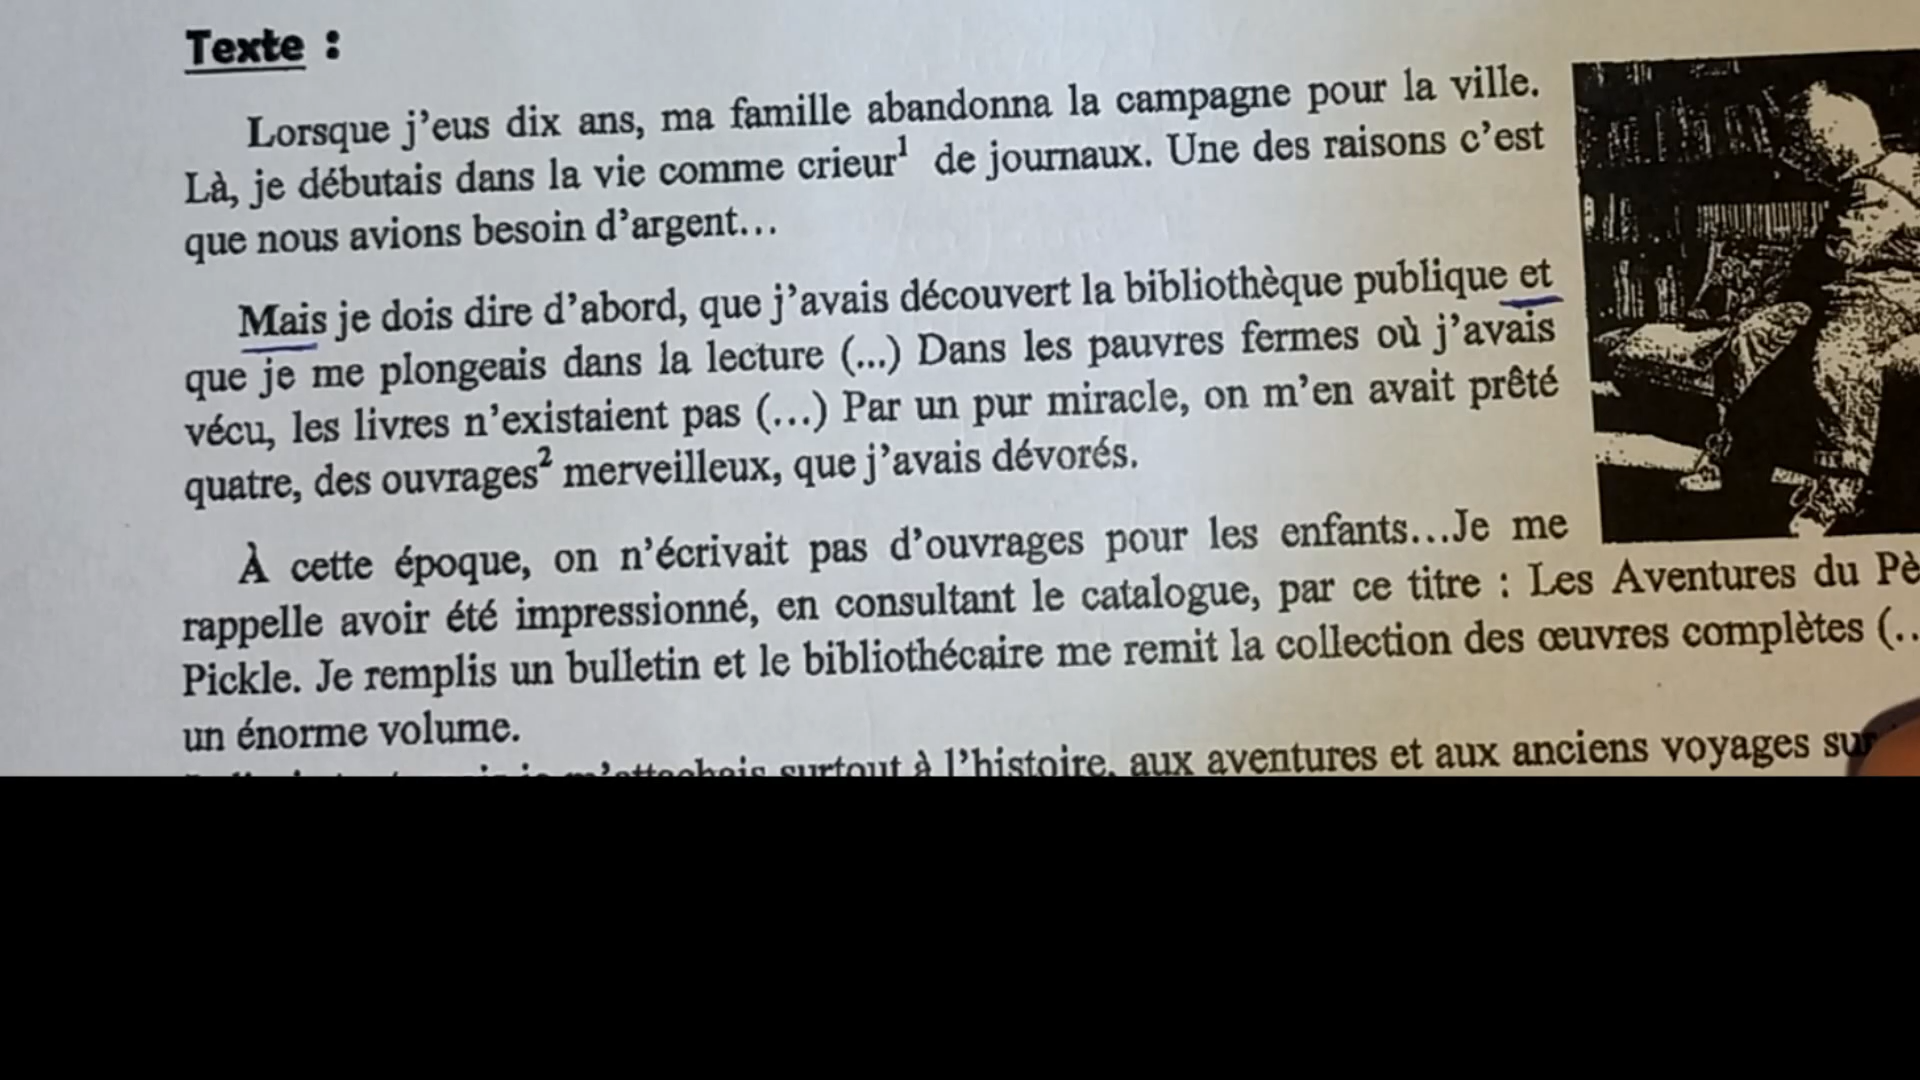 Texte :
Lorsque j'eus dix ans, ma famille abandonna la campagne pour la ville.
Là, je débutais dans la vie comme crieur¹ de journaux. Une des raisons c'est
que nous avions besoin d'argent...
Mais je dois dire d'abord, que j'avais découvert la bibliothèque publique et
que je me plongeais dans la lecture (...) Dans les pauvres fermes où j'avais
vécu, les livres n'existaient pas (...) Par un pur miracle, on m'en avait prêté
quatre, des ouvrages² merveilleux, que j'avais dévorés.
À cette époque, on n'écrivait pas d'ouvrages pour les enfants...Je me
rappelle avoir été impressionné, en consultant le catalogue, par ce titre : Les Aventures du Pè
Pickle. Je remplis un bulletin et le bibliothécaire me remit la collection des œuvres complètes (..
un énorme volume.
m'attachais surtout à l'histoire, aux aventures et aux anciens voyages sur